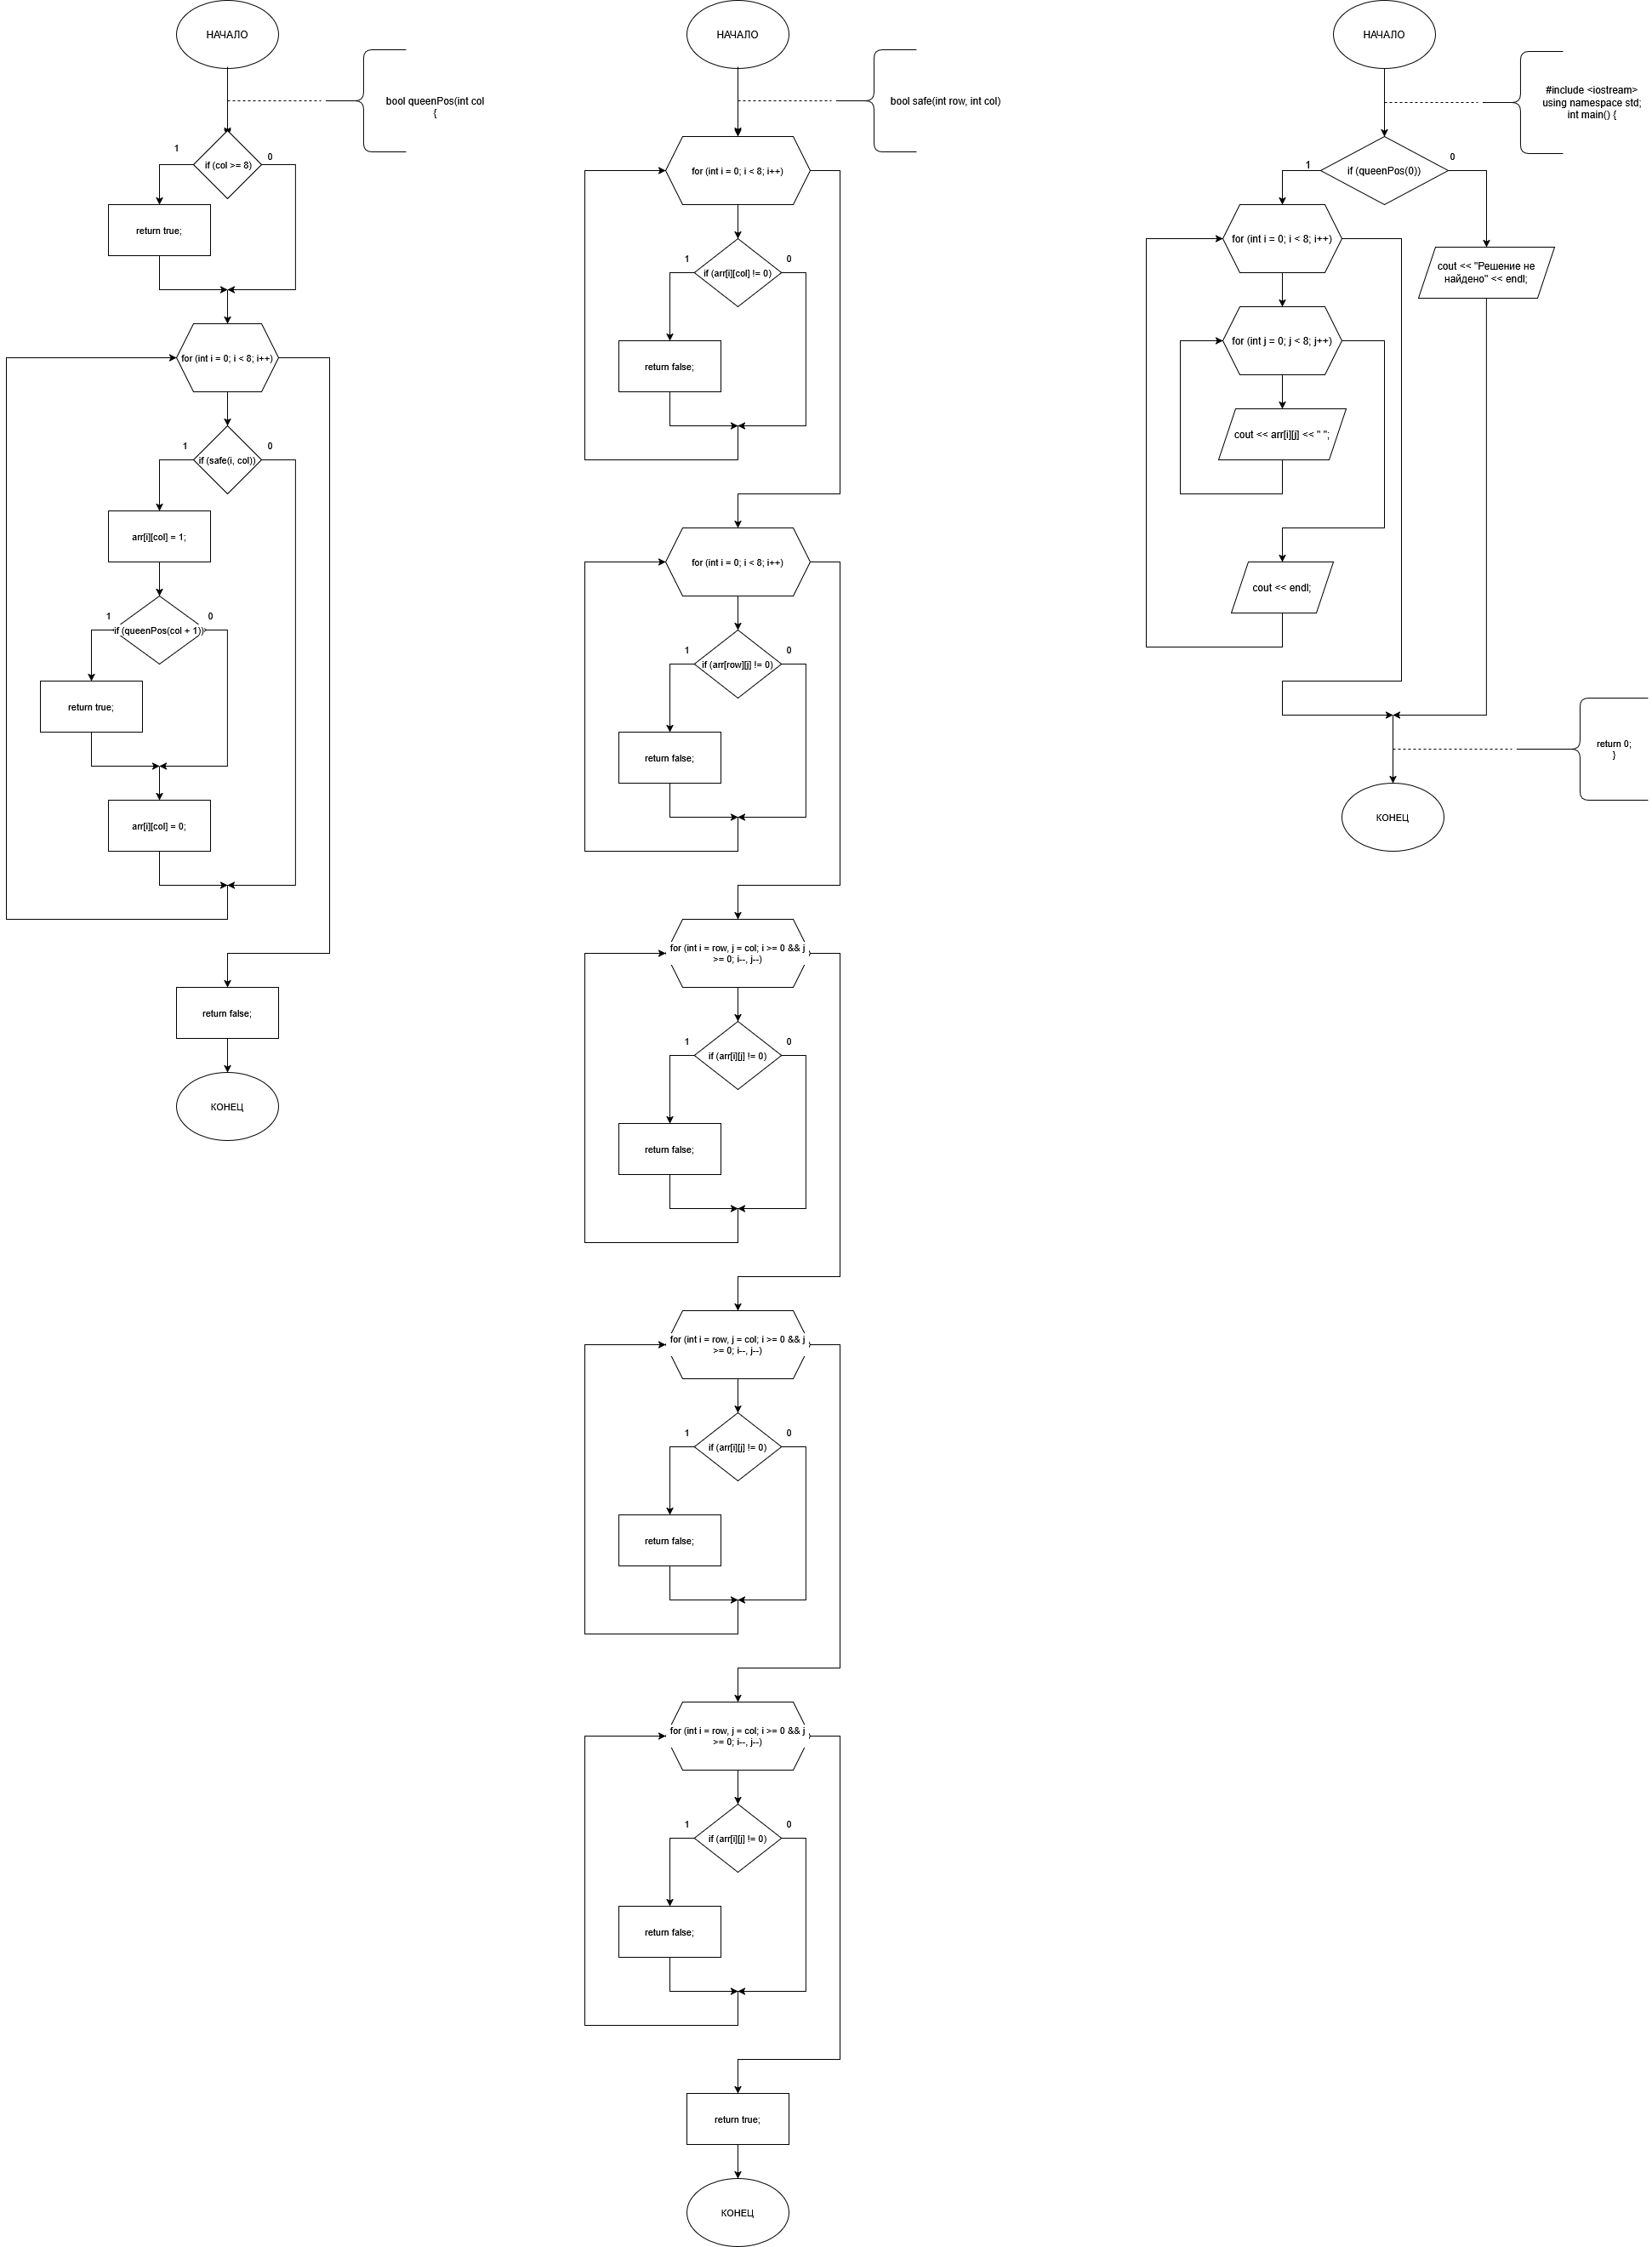 НАЧАЛО
bool queenPos(int col
{
1
0
if (col >= 8)
return true;
for (int i = 0; i < 8; i++)
1
0
if (safe(i, col))
arr[i][col] = 1;
1
0
if (queenPos(col + 1))
return true;
arr[i][col] = 0;
return false;
КОНЕЦ
НАЧАЛО
bool safe(int row, int col)
for (int i = 0; i < 8; i++)
1
0
if (arr[i][col] != 0)
return false;
for (int i = 0; i < 8; i++)
1
0
if (arr[row][j] != 0)
return false;
for (int i = row, j = col; i >= 0 && j
>= 0; i--, j--)
1
0
if (arr[i][j] != 0)
return false;
for (int i = row, j = col; i >= 0 && j
>= 0; i--, j--)
1
0
if (arr[i][j] != 0)
return false;
for (int i = row, j = col; i >= 0 && j
>= 0; i--, j--)
1
0
if (arr[i][j] != 0)
return false;
return true;
КОНЕЦ
НАЧАЛО
#include <iostream>
using namespace std;
int main() {
1
0
if (queenPos(0))
for (int i = 0; i < 8; i++)
cout << "Решение не
найдено" << endl;
for (int j = 0; j < 8; j++)
cout << arr[i][j] << " ";
cout << endl;
return 0;
}
КОНЕЦ